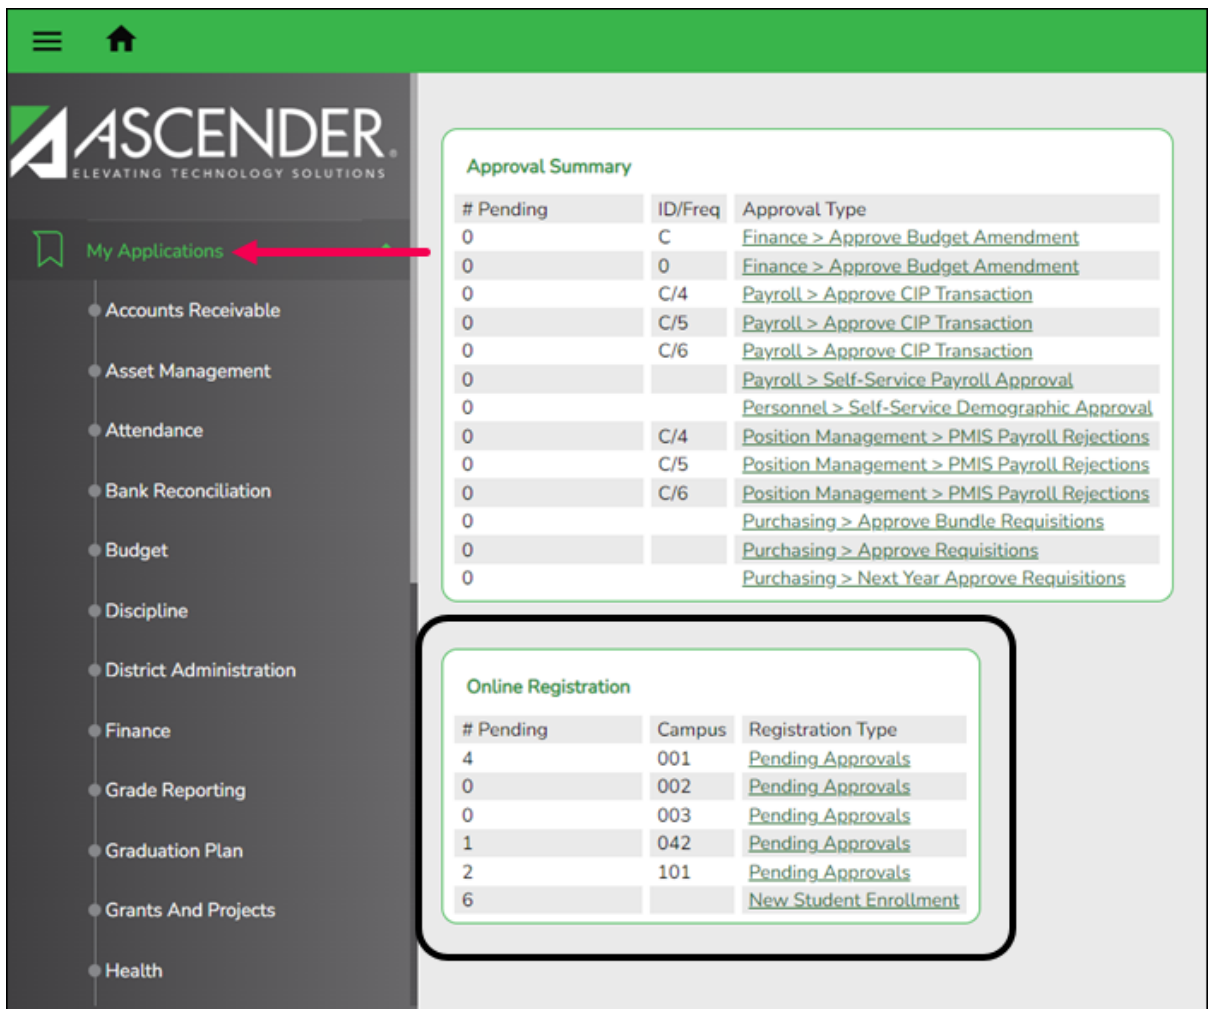 ASCENDER®
ELEVATING TECHNOLOGY SOLUTIONS
My Applications
Accounts Receivable
Asset Management
Attendance
Bank Reconciliation
Budget
Discipline
District Administration
Finance
Grade Reporting
Graduation Plan
Grants And Projects
Health
Approval Summary
# Pending ID/Freq Approval Type
0 C Finance > Approve Budget Amendment
0 0 Finance > Approve Budget Amendment
0 C/4 Payroll > Approve CIP Transaction
0 C/5 Payroll > Approve CIP Transaction
0 C/6 Payroll > Approve CIP Transaction
0 Payroll > Self-Service Payroll Approval
0 Personnel > Self-Service Demographic Approval
0 C/4 Position Management > PMIS Payroll Rejections
0 C/5 Position Management > PMIS Payroll Rejections
0 C/6 Position Management > PMIS Payroll Rejections
0 Purchasing > Approve Bundle Requisitions
0 Purchasing > Approve Requisitions
0 Purchasing > Next Year Approve Requisitions
Online Registration
# Pending Campus Registration Type
4 001 Pending Approvals
0 002 Pending Approvals
0 003 Pending Approvals
1 042 Pending Approvals
2 101 Pending Approvals
6 New Student Enrollment